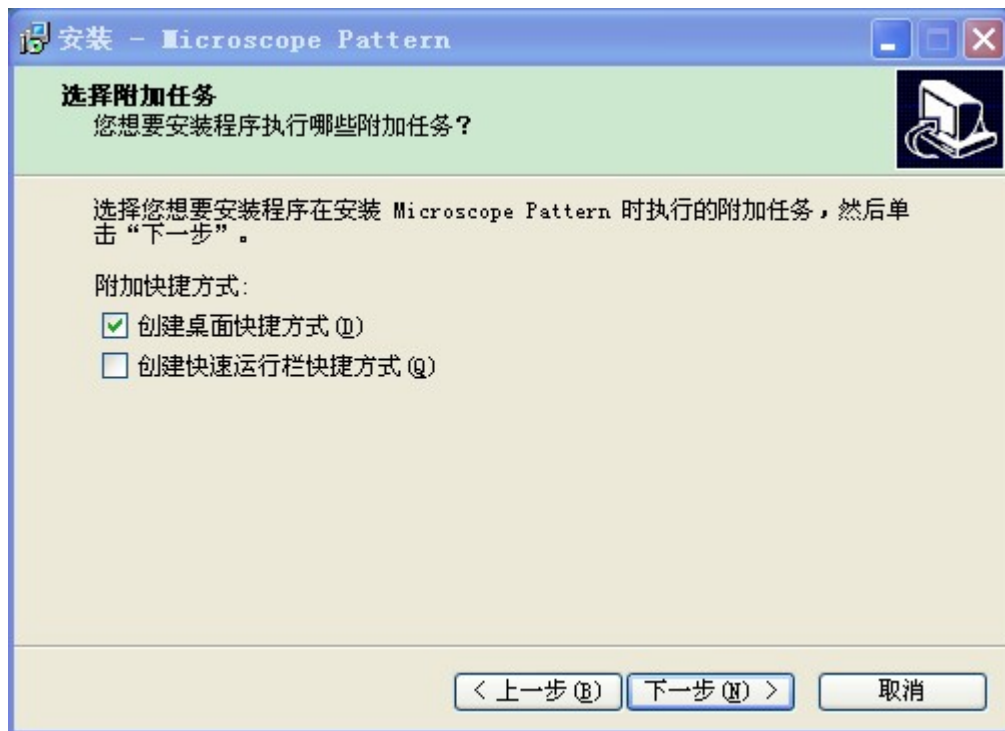 安装 - Microscope Pattern
选择附加任务
您想要安装程序执行哪些附加任务?
选择您想要安装程序在安装 Microscope Pattern 时执行的附加任务，然后单
击“下一步”。
附加快捷方式:
创建桌面快捷方式(D)
创建快速运行栏快捷方式(Q)
< 上一步(B)
下一步(N) >
取消